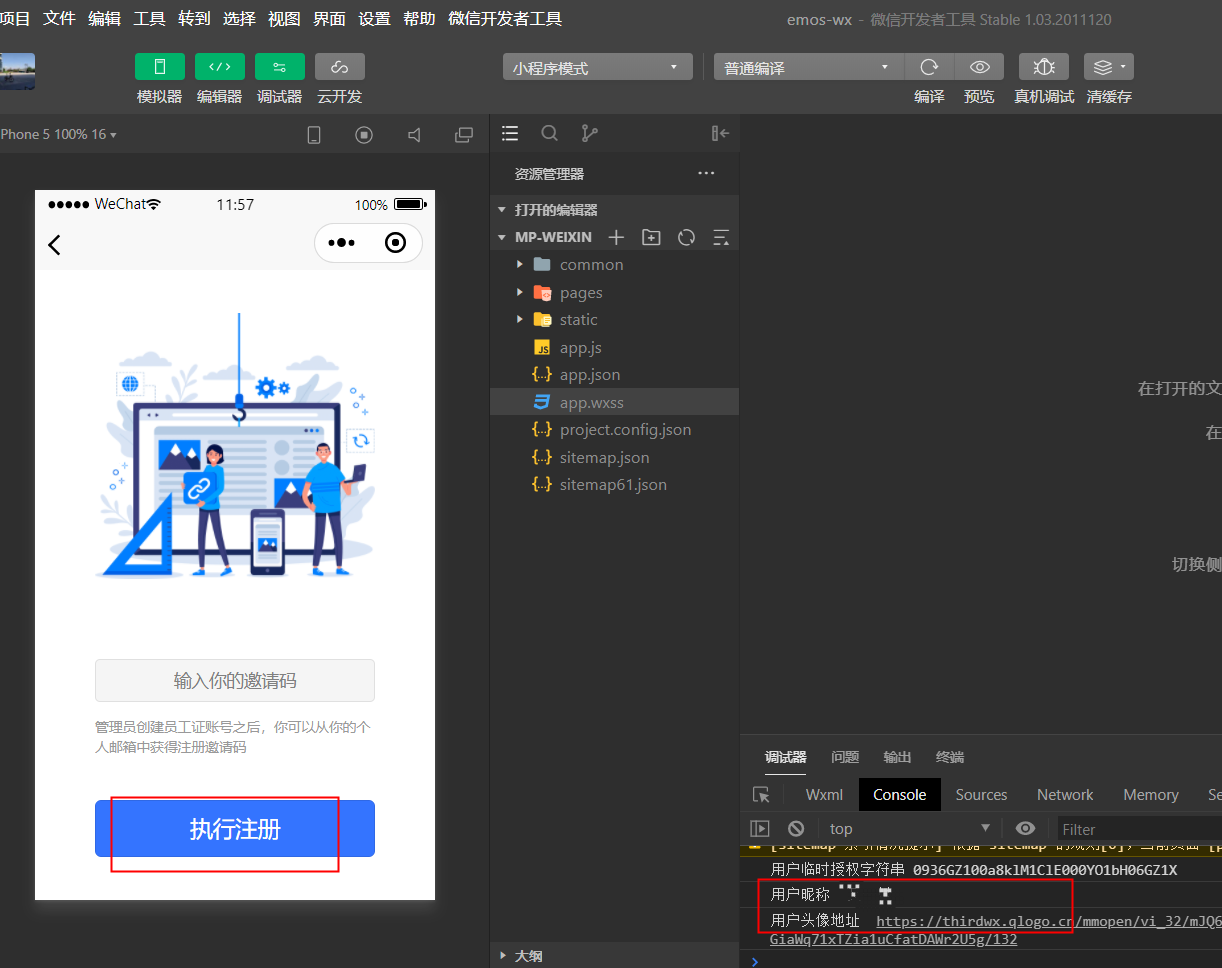 项目 文件 编辑 工具 转到 选择 视图 界面 设置 帮助 微信开发者工具
emos-wx - 微信开发者工具 Stable 1.03.2011120
小程序模式
普通编译
模拟器 编辑器 调试器 云开发
编译 预览 真机调试 清缓存
Phone 5 100% 16
WeChat 11:57 100%
输入你的邀请码
管理员创建员工证账号之后，你可以从你的个
人邮箱中获得注册邀请码
执行注册
资源管理器
打开的编辑器
MP-WEIXIN
common
pages
static
app.js
app.json
app.wxss
project.config.json
sitemap.json
sitemap61.json
大纲
在打开的文
在
切换侧
调试器 问题 输出 终端
Wxml Console Sources Network Memory Se
top Filter
用户临时授权字符串 0936GZ100a8klM1ClE000YO1bH06GZ1X
用户昵称
用户头像地址 https://thirdwx.qlogo.cn/mmopen/vi_32/mJQ6
GiaWq71xTZia1uCfatDAWr2U5g/132